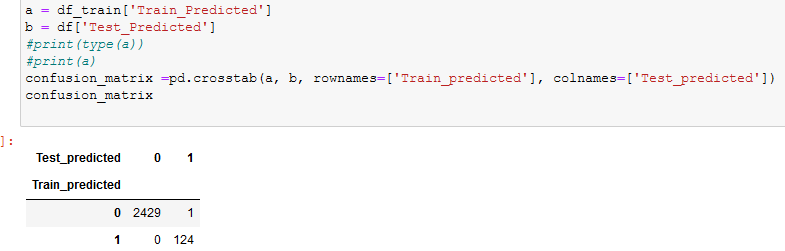 a = df_train['Train_Predicted']
b = df['Test_Predicted']
#print(type(a))
#print(a)
confusion_matrix =pd.crosstab(a, b, rownames=['Train_predicted'], colnames=['Test_predicted'])
confusion_matrix
]:
Test_predicted 0 1
Train_predicted
0 2429 1
1 0 124